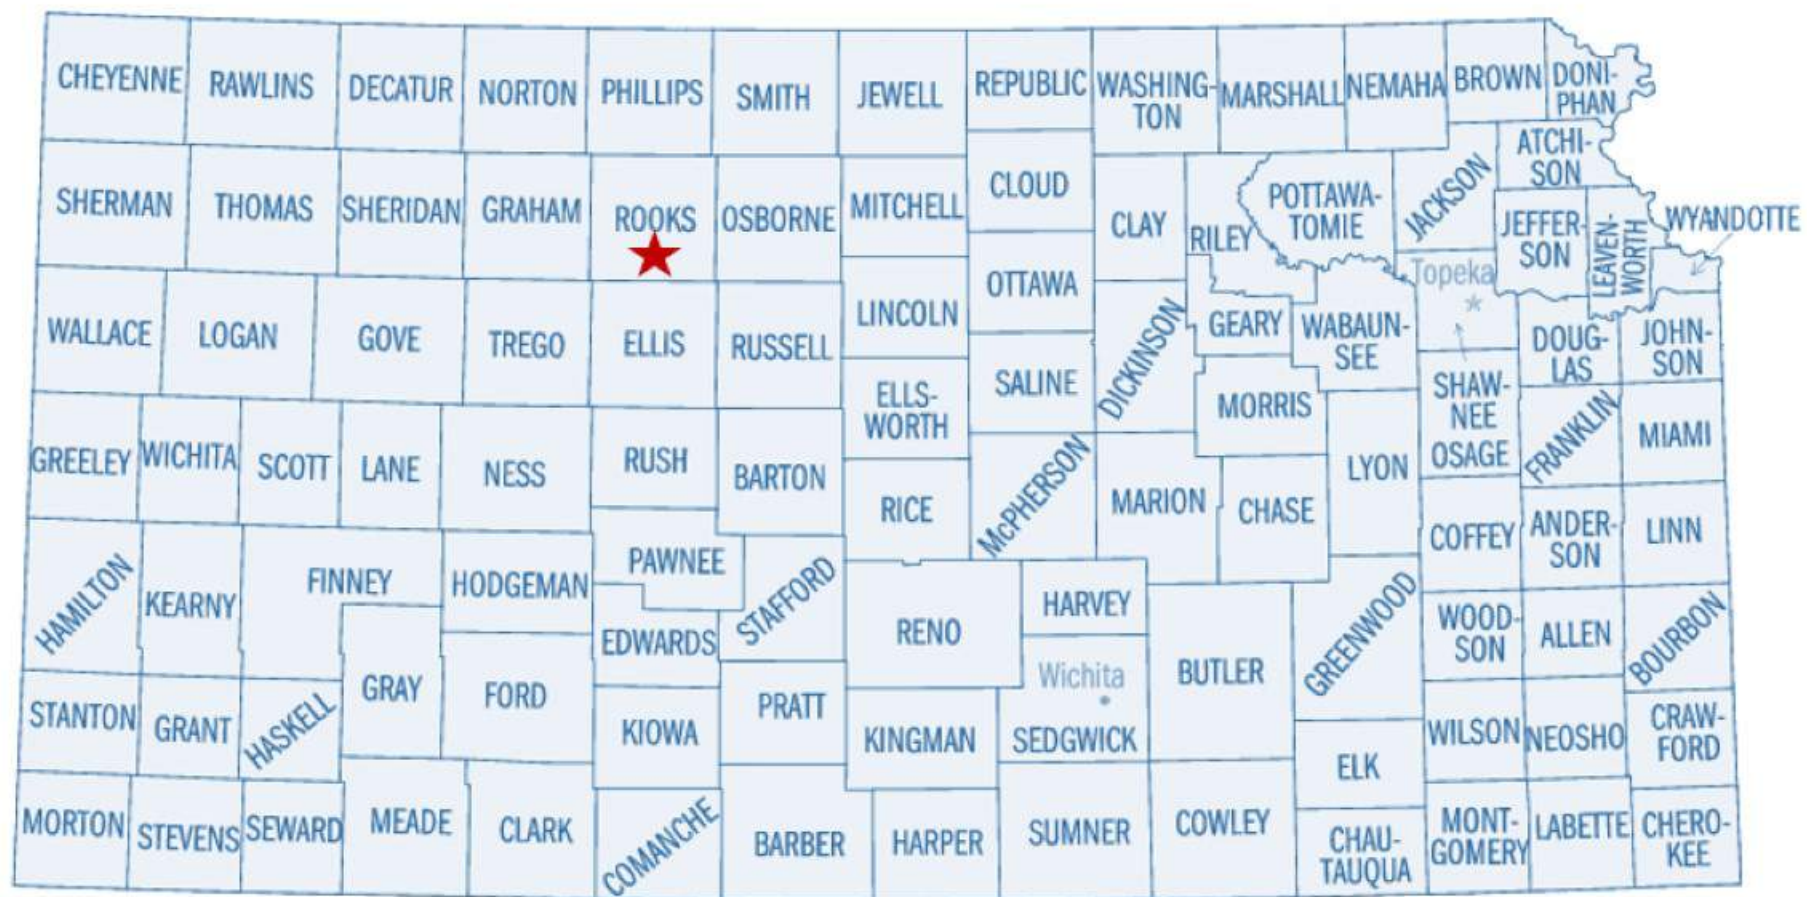 CHEYENNE
RAWLINS
DECATUR
NORTON
PHILLIPS
SMITH
JEWELL
REPUBLIC
WASHING-
TON
MARSHALL
NEMAHA
BROWN
DONI-
PHAN
ATCHI-
SON
SHERMAN
THOMAS
SHERIDAN
GRAHAM
ROOKS
OSBORNE
MITCHELL
CLOUD
CLAY
RILEY
POTTAWA-
TOMIE
JACKSON
JEFFER-
SON
LEAVEN-
WORTH
WYANDOTTE
OTTAWA
Topeka
WALLACE
LOGAN
GOVE
TREGO
ELLIS
RUSSELL
LINCOLN
DICKINSON
GEARY
WABAUN-
SEE
DOUG-
LAS
JOHN-
SON
ELLS-
WORTH
SALINE
MORRIS
SHAW-
NEE
OSAGE
FRANKLIN
MIAMI
GREELEY
WICHITA
SCOTT
LANE
NESS
RUSH
BARTON
RICE
McPHERSON
MARION
CHASE
LYON
COFFEY
ANDER-
SON
LINN
HAMILTON
KEARNY
FINNEY
HODGEMAN
PAWNEE
EDWARDS
STAFFORD
RENO
HARVEY
BUTLER
GREENWOOD
WOOD-
SON
ALLEN
BOURBON
STANTON
GRANT
HASKELL
GRAY
FORD
KIOWA
PRATT
KINGMAN
Wichita
SEDGWICK
ELK
WILSON
NEOSHO
CRAW-
FORD
MORTON
STEVENS
SEWARD
MEADE
CLARK
COMANCHE
BARBER
HARPER
SUMNER
COWLEY
CHAU-
TAUQUA
MONT-
GOMERY
LABETTE
CHERO-
KEE